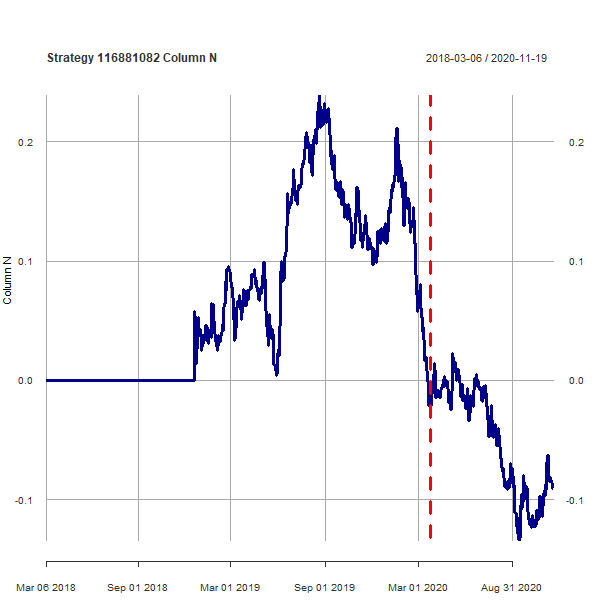 Strategy 116881082 Column N
2018-03-06 / 2020-11-19
0.2 0.2
0.1 0.1
0.0 0.0
-0.1 -0.1
Column N
Mar 06 2018 Sep 01 2018 Mar 01 2019 Sep 01 2019 Mar 01 2020 Aug 31 2020